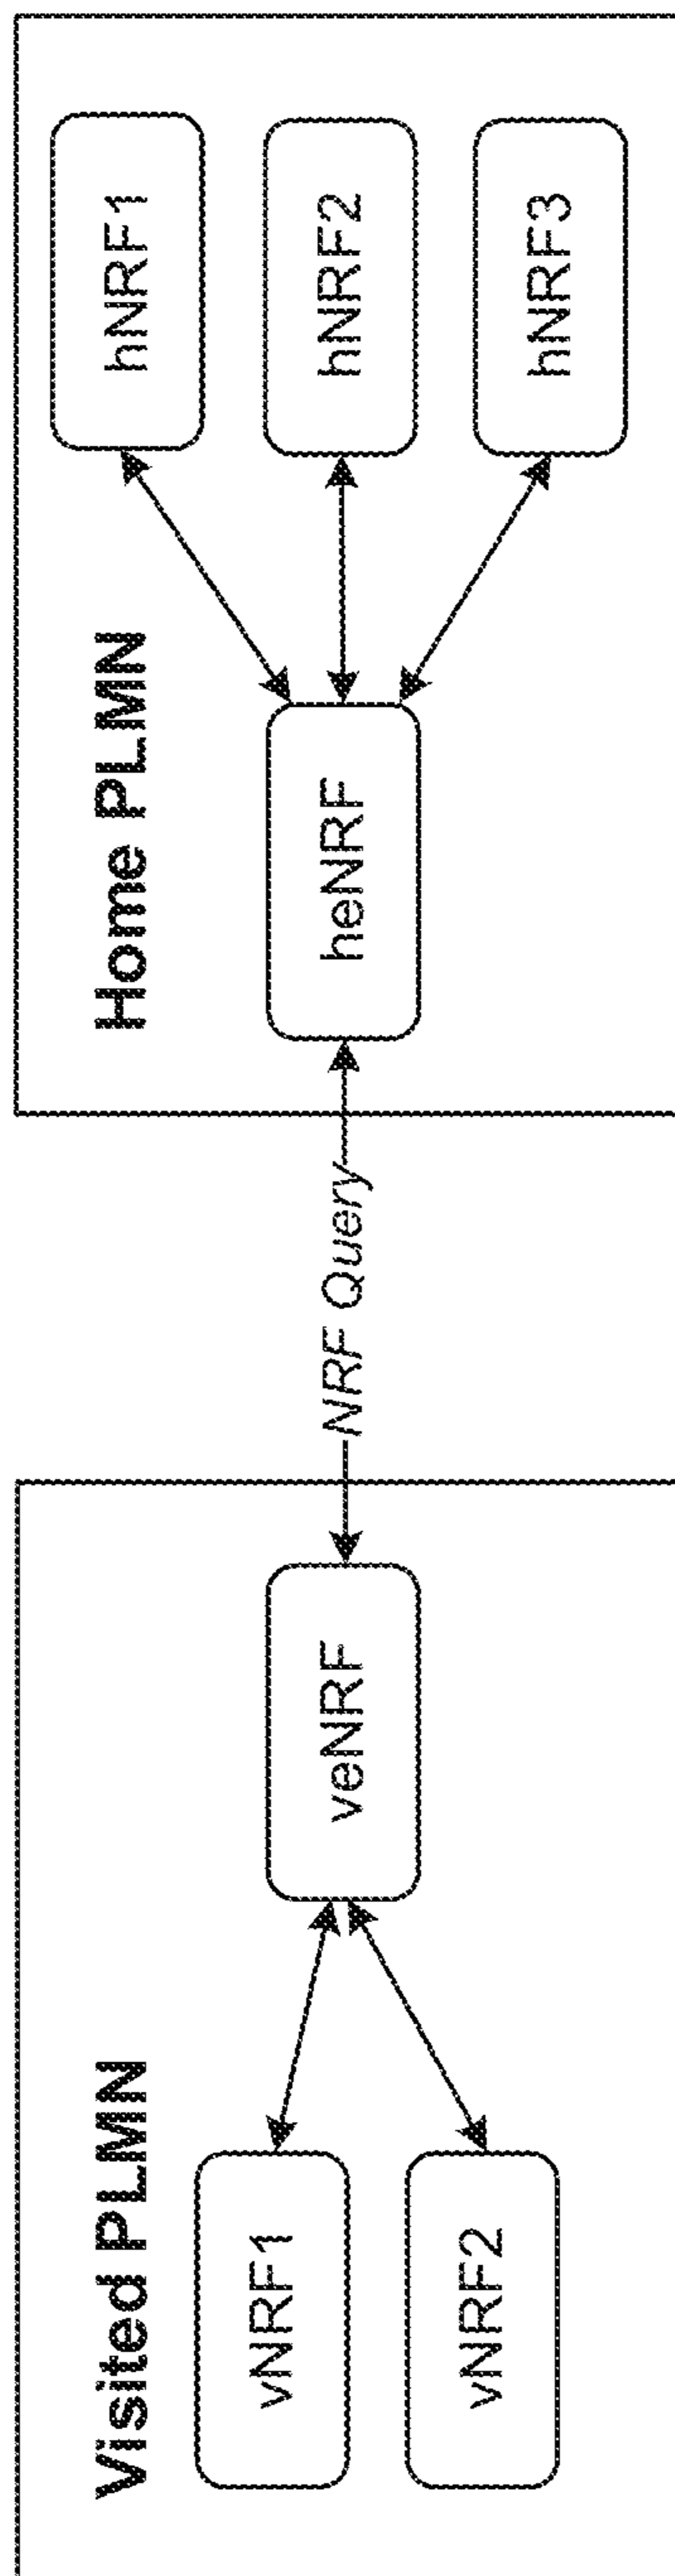 Visited PLMN
vNRF1
vNRF2
veNRF
NRF Query
Home PLMN
heNRF
hNRF1
hNRF2
hNRF3